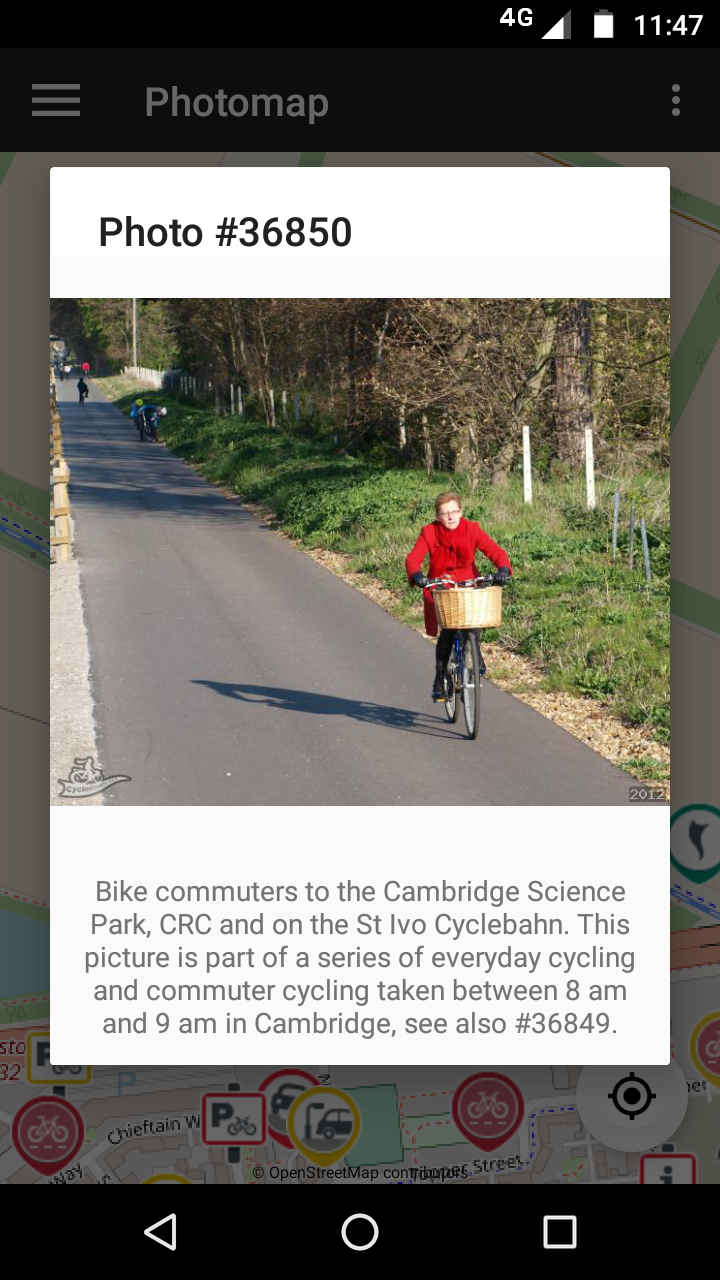 4G 11:47
Photomap
Photo #36850
2012
Bike commuters to the Cambridge Science
Park, CRC and on the St Ivo Cyclebahn. This
picture is part of a series of everyday cycling
and commuter cycling taken between 8 am
and 9 am in Cambridge, see also #36849.
32
P
P
Chieftain W
P
Street
Way
i
© OpenStreetMap contributors